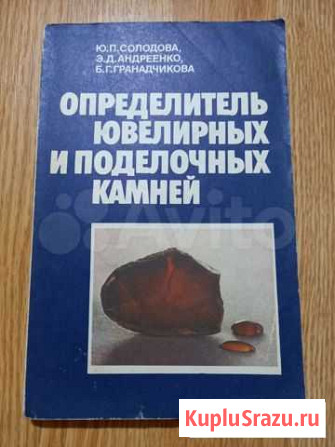 Ю.П.СОЛОДОВА,
Э.Д.АНДРЕЕНКО,
Б.Г.ГРАНАДЧИКОВА
ОПРЕДЕЛИТЕЛЬ
ЮВЕЛИРНЫХ
И ПОДЕЛОЧНЫХ
КАМНЕЙ
Avito
KupluSrazu.ru